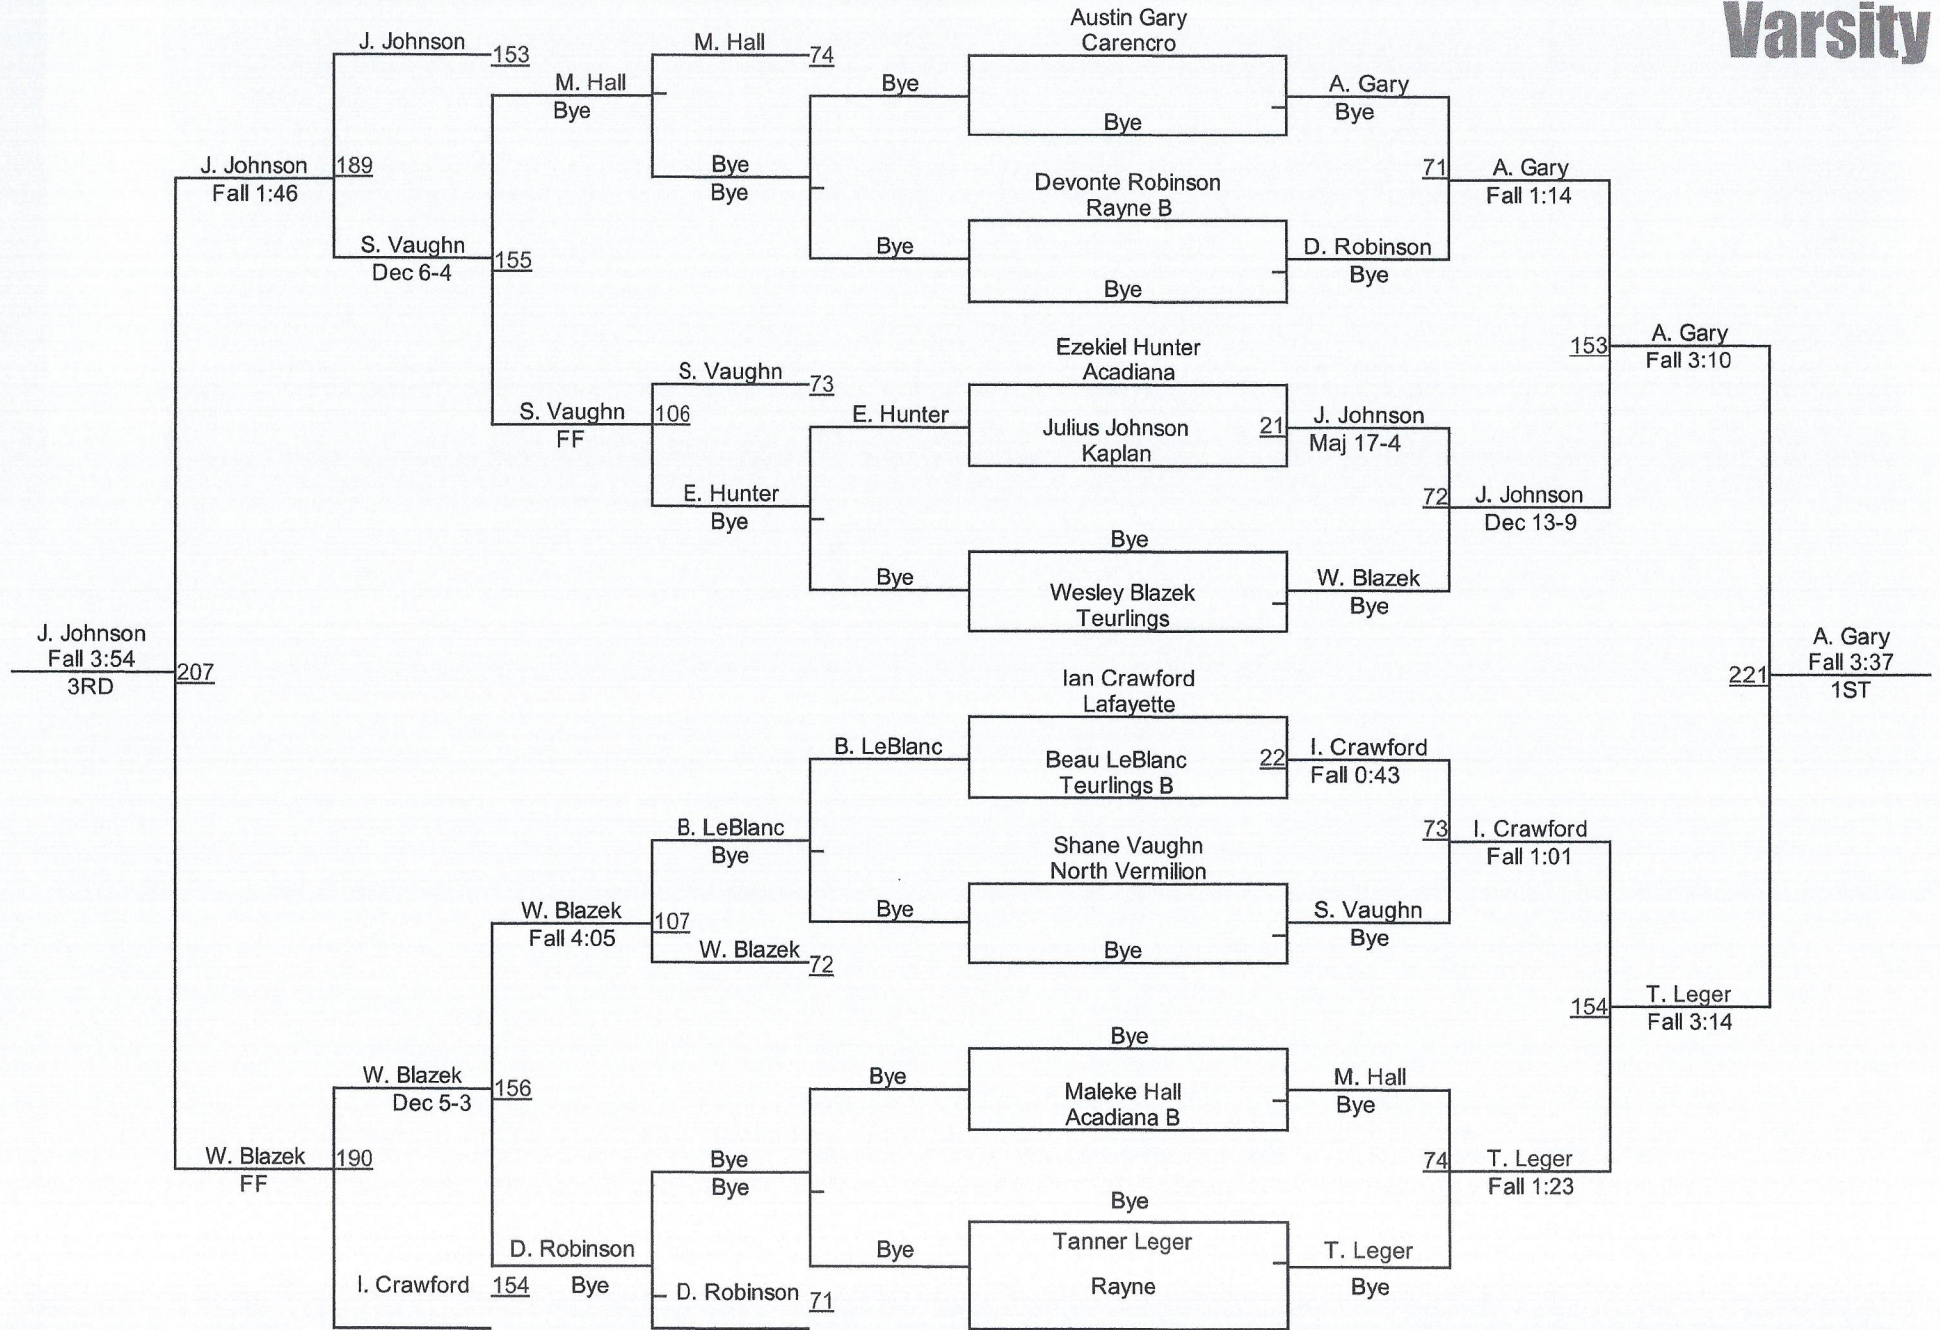 Varsity
J. Johnson
153
M. Hall
Bye
M. Hall
74
Bye
Bye
J. Johnson
Fall 1:46
189
S. Vaughn
Dec 6-4
155
S. Vaughn
FF
S. Vaughn
73
106
E. Hunter
Bye
J. Johnson
Fall 3:54
3RD
207
B. LeBlanc
Bye
W. Blazek
Fall 4:05
107
W. Blazek
72
W. Blazek
Dec 5-3
156
W. Blazek
FF
190
Bye
Bye
D. Robinson
Bye
I. Crawford
154
D. Robinson
71
Bye
Bye
E. Hunter
Bye
B. LeBlanc
Bye
Bye
Bye
Austin Gary
Carencro
Bye
Devonte Robinson
Rayne B
Bye
Ezekiel Hunter
Acadiana
Julius Johnson
Kaplan
21
Bye
Wesley Blazek
Teurlings
Ian Crawford
Lafayette
Beau LeBlanc
Teurlings B
22
Shane Vaughn
North Vermilion
Bye
Bye
Maleke Hall
Acadiana B
Bye
Tanner Leger
Rayne
A. Gary
Bye
71
D. Robinson
Bye
J. Johnson
Maj 17-4
72
W. Blazek
Bye
I. Crawford
Fall 0:43
73
S. Vaughn
Bye
M. Hall
Bye
74
T. Leger
Bye
A. Gary
Fall 1:14
153
J. Johnson
Dec 13-9
I. Crawford
Fall 1:01
154
T. Leger
Fall 1:23
A. Gary
Fall 3:10
221
T. Leger
Fall 3:14
A. Gary
Fall 3:37
1ST